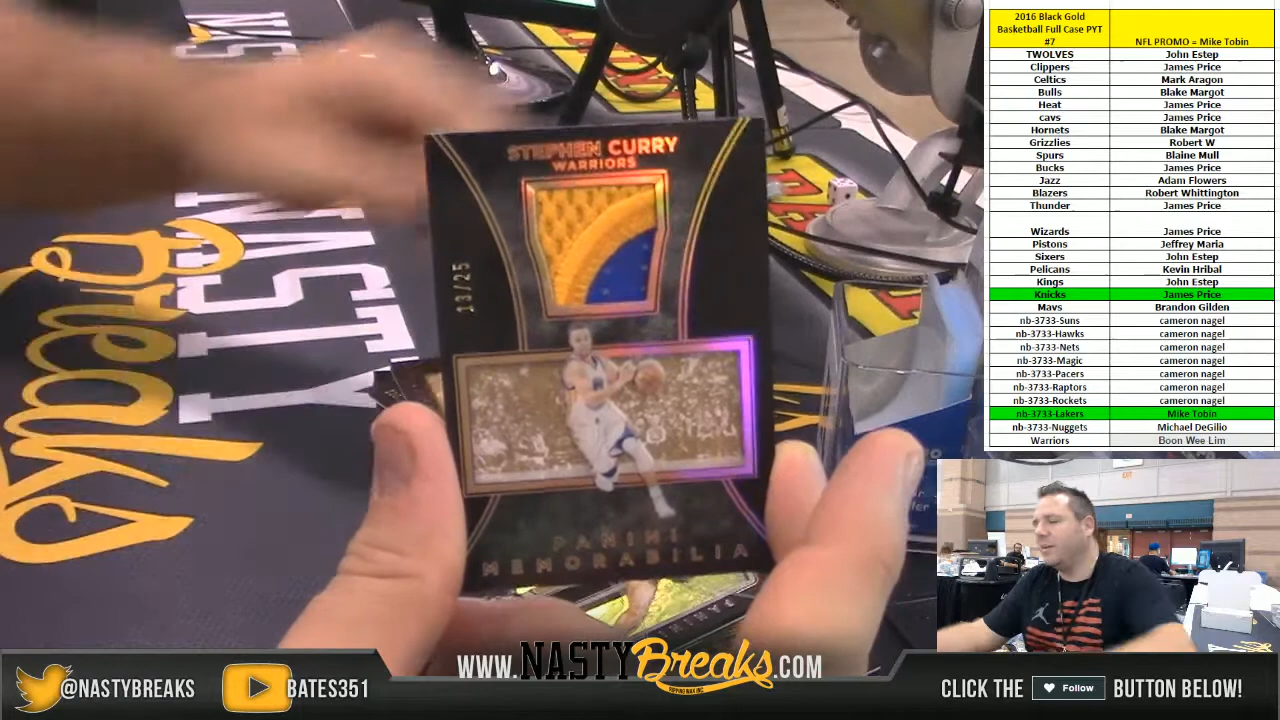 STEPHEN CURRY
WARRIORS
13/25
PANINI
MEMORABILIA
Breaks
NASTY
PANINI
2016 Black Gold
Basketball Full Case PYT
#7
NFL PROMO = Mike Tobin
TWOLVES John Estep
Clippers James Price
Celtics Mark Aragon
Bulls Blake Margot
Heat James Price
cavs James Price
Hornets Blake Margot
Grizzlies Robert W
Spurs Blaine Mull
Bucks James Price
Jazz Adam Flowers
Blazers Robert Whittington
Thunder James Price
Wizards James Price
Pistons Jeffrey Maria
Sixers John Estep
Pelicans Kevin Hribal
Kings John Estep
Knicks James Price
Mavs Brandon Gilden
nb-3733-Suns cameron nagel
nb-3733-Hawks cameron nagel
nb-3733-Nets cameron nagel
nb-3733-Magic cameron nagel
nb-3733-Pacers cameron nagel
nb-3733-Raptors cameron nagel
nb-3733-Rockets cameron nagel
nb-3733-Lakers Mike Tobin
nb-3733-Nuggets Michael DeGilio
Warriors Boon Wee Lim
@NASTYBREAKS
BATES351
WWW.NASTYBreaks.COM
RIPPING WAX INC.
CLICK THE Follow BUTTON BELOW!